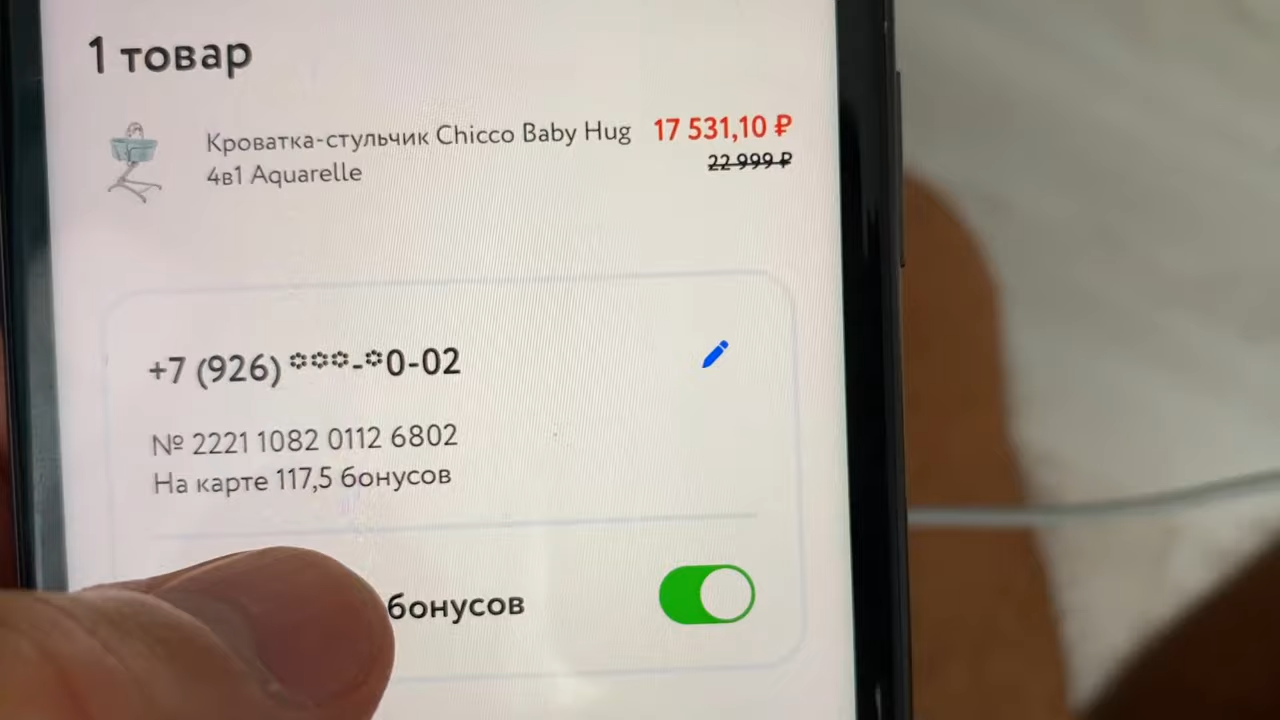 1 товар
Кроватка-стульчик Chicco Baby Hug
4в1 Aquarelle
17 531,10 ₽
22 999 ₽
+7 (926) ***-*0-02
№ 2221 1082 0112 6802
На карте 117,5 бонусов
бонусов